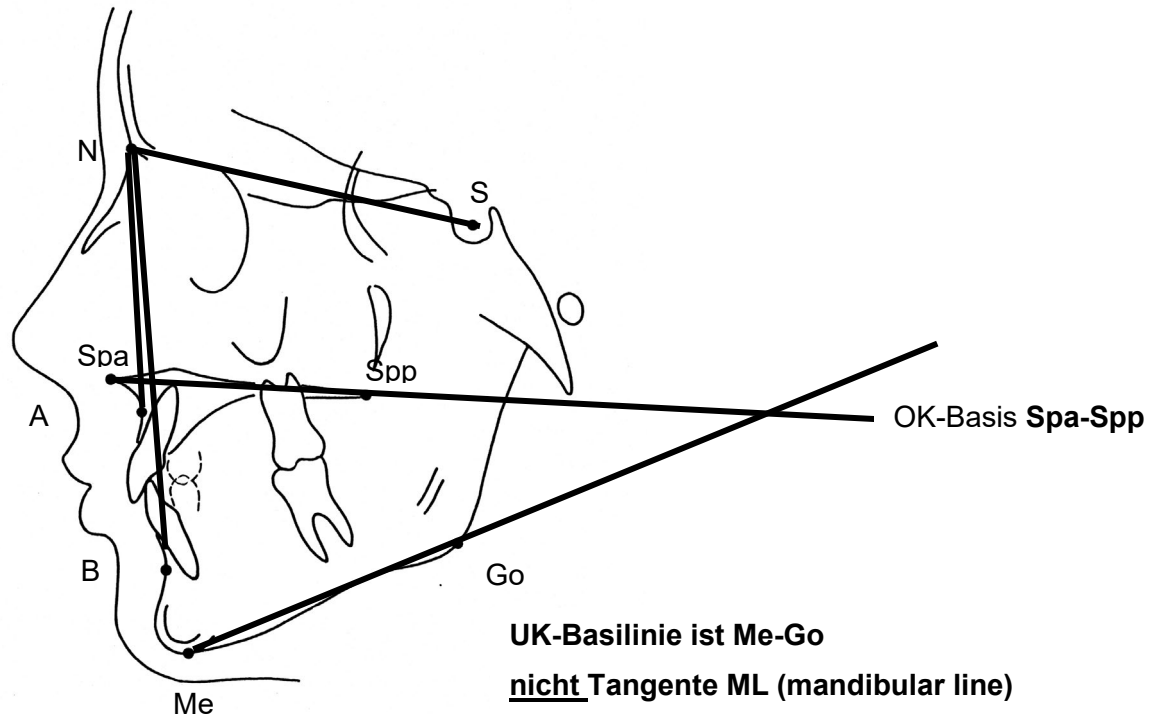 N
S
Spa
Spp
A
OK-Basis Spa-Spp
B
Go
UK-Basilinie ist Me-Go
nicht Tangente ML (mandibular line)
Me